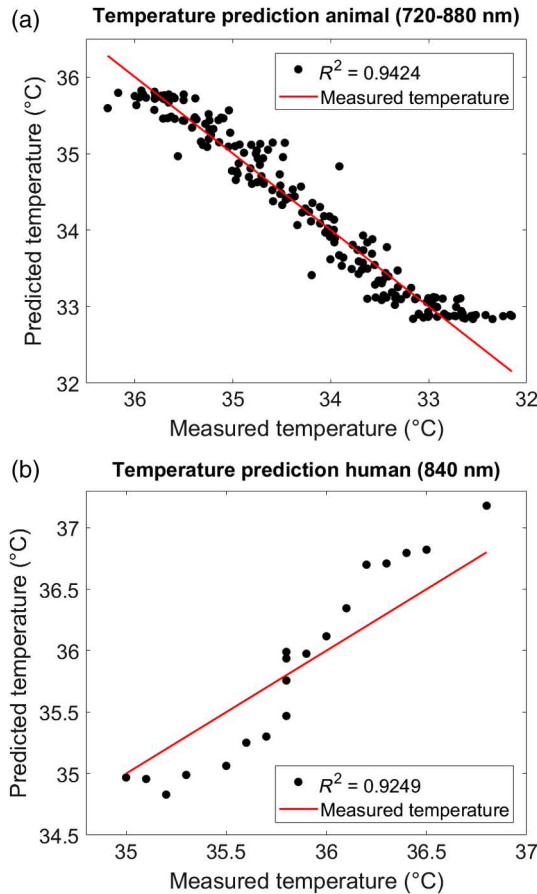 (a)
Temperature prediction animal (720-880 nm)
R² = 0.9424
Measured temperature
Predicted temperature (°C)
36
35
34
33
32
36
35
34
33
32
Measured temperature (°C)
(b)
Temperature prediction human (840 nm)
Predicted temperature (°C)
37
36.5
36
35.5
35
34.5
R² = 0.9249
Measured temperature
35
35.5
36
36.5
37
Measured temperature (°C)